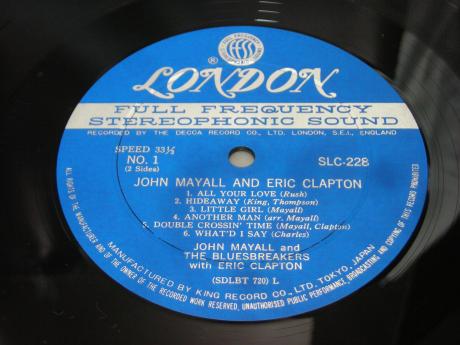 LONDON
FULL FREQUENCY
STEREOPHONIC SOUND
RECORDED BY THE DECCA RECORD CO., LTD. LONDON, S.E.I., ENGLAND
SPEED 33⅓
NO. 1
(2 Sides)
SLC-228
JOHN MAYALL AND ERIC CLAPTON
1. ALL YOUR LOVE (Rush)
2. HIDEAWAY (King, Thompson)
3. LITTLE GIRL (Mayall)
4. ANOTHER MAN (arr. Mayall)
5. DOUBLE CROSSIN' TIME (Mayall, Clapton)
6. WHAT'D I SAY (Charles)
JOHN MAYALL and
THE BLUESBREAKERS
with ERIC CLAPTON
(SDLBT 720) L
MANUFACTURED BY KING RECORD CO., LTD. TOKYO, JAPAN
ALL RIGHTS OF THE MANUFACTURER AND OF THE OWNER OF THE RECORDED WORK RESERVED, UNAUTHORISED PUBLIC PERFORMANCE, BROADCASTING AND COPYING OF THIS RECORD PROHIBITED